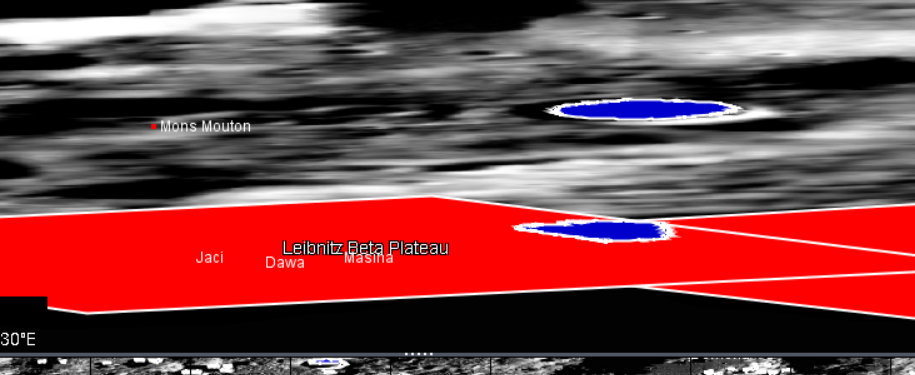 Mons Mouton
Leibnitz Beta Plateau
Jaci
Dawa
Masina
30°E